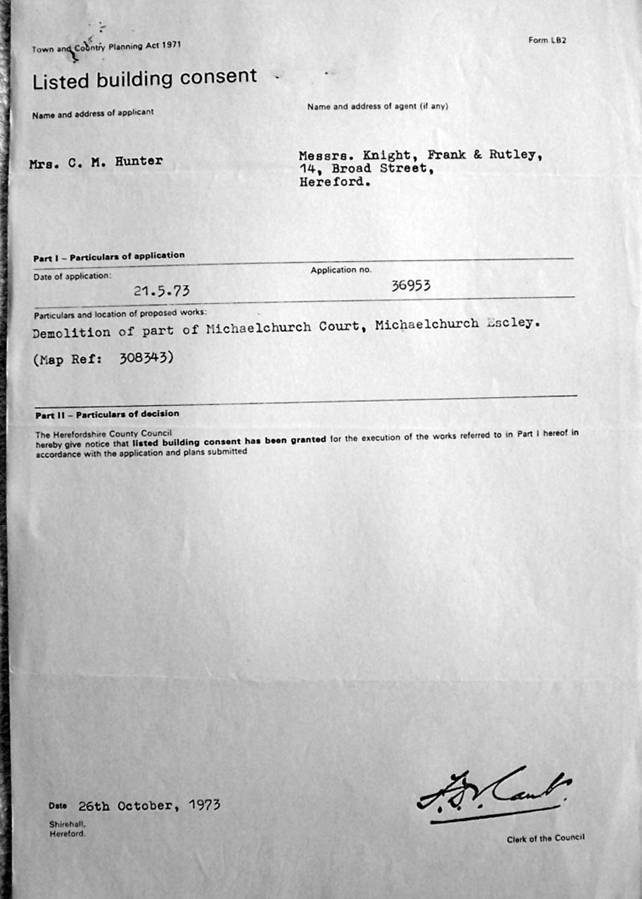 Town and Country Planning Act 1971
Form LB2
Listed building consent
Name and address of applicant
Name and address of agent (if any)
Mrs. C. M. Hunter
Messrs. Knight, Frank & Rutley,
14, Broad Street,
Hereford.
Part I – Particulars of application
Date of application:
Application no.
21.5.73
36953
Particulars and location of proposed works:
Demolition of part of Michaelchurch Court, Michaelchurch Escley.
(Map Ref: 308343)
Part II – Particulars of decision
The Herefordshire County Council
hereby give notice that listed building consent has been granted for the execution of the works referred to in Part I hereof in
accordance with the application and plans submitted
Date 26th October, 1973
Shirehall,
Hereford.
Clerk of the Council